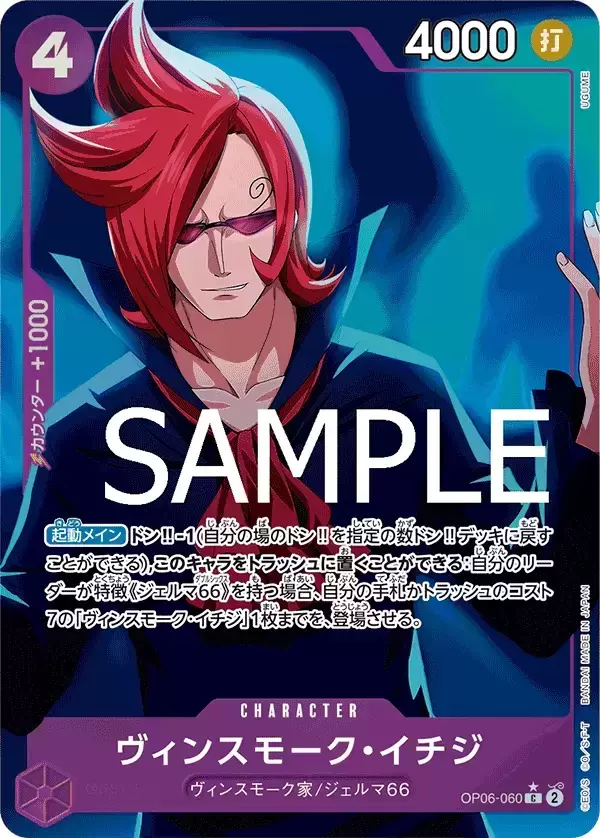 4
4000
打
UGUME
カウンター +1000
SAMPLE
起動メイン ドン!!-1(自分の場のドン!!を指定の数ドン!!デッキに戻す
ことができる),このキャラをトラッシュに置くことができる:自分のリー
ダーが特徴《ジェルマ66》を持つ場合、自分の手札かトラッシュのコスト
7の「ヴィンスモーク・イチジ」1枚までを、登場させる。
CHARACTER
ヴィンスモーク・イチジ
ヴィンスモーク家/ジェルマ66
OP06-060 C 2
©E.O/S ©O/S・F・T BANDAI MADE IN JAPAN